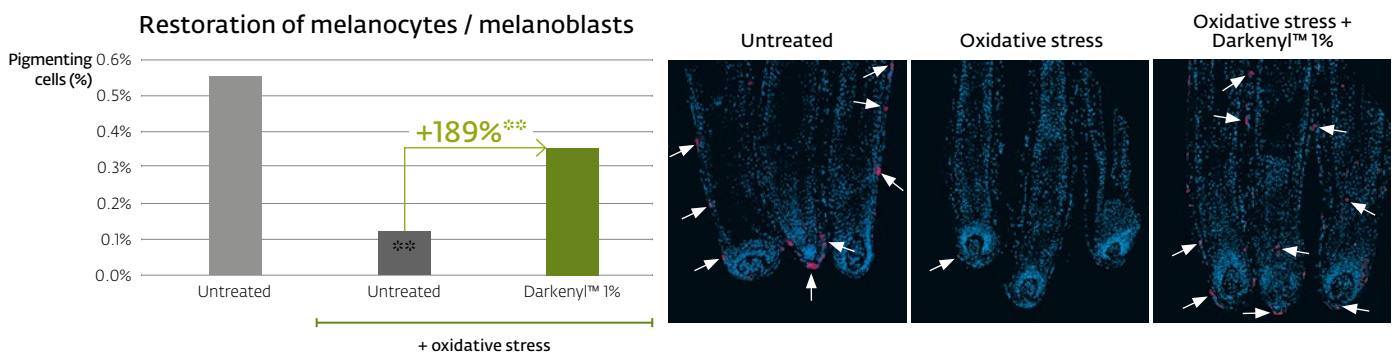 Restoration of melanocytes / melanoblasts
Pigmenting
cells (%)
0.6%
0.5%
0.4%
0.3%
0.2%
0.1%
0.0%
+189%**
**
Untreated
Untreated
Darkenyl™ 1%
+ oxidative stress
Untreated
Oxidative stress
Oxidative stress +
Darkenyl™ 1%